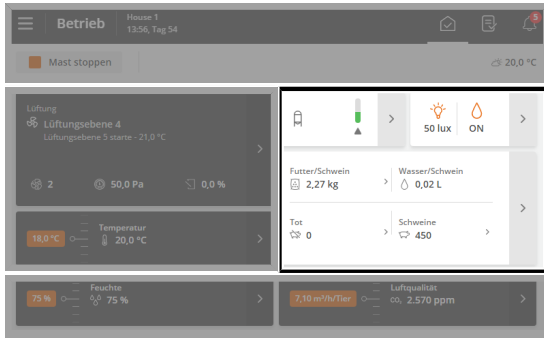 Betrieb
House 1
13:56, Tag 54
5
Mast stoppen
20,0 °C
Lüftung
Lüftungsebene 4
Lüftungsebene 5 starte - 21,0 °C
2
50,0 Pa
0,0 %
50 lux
ON
Futter/Schwein
2,27 kg
Wasser/Schwein
0,02 L
Tot
0
Schweine
450
Temperatur
18,0 °C
20,0 °C
Feuchte
75 %
75 %
Luftqualität
7,10 m³/h/Tier
CO₂ 2.570 ppm